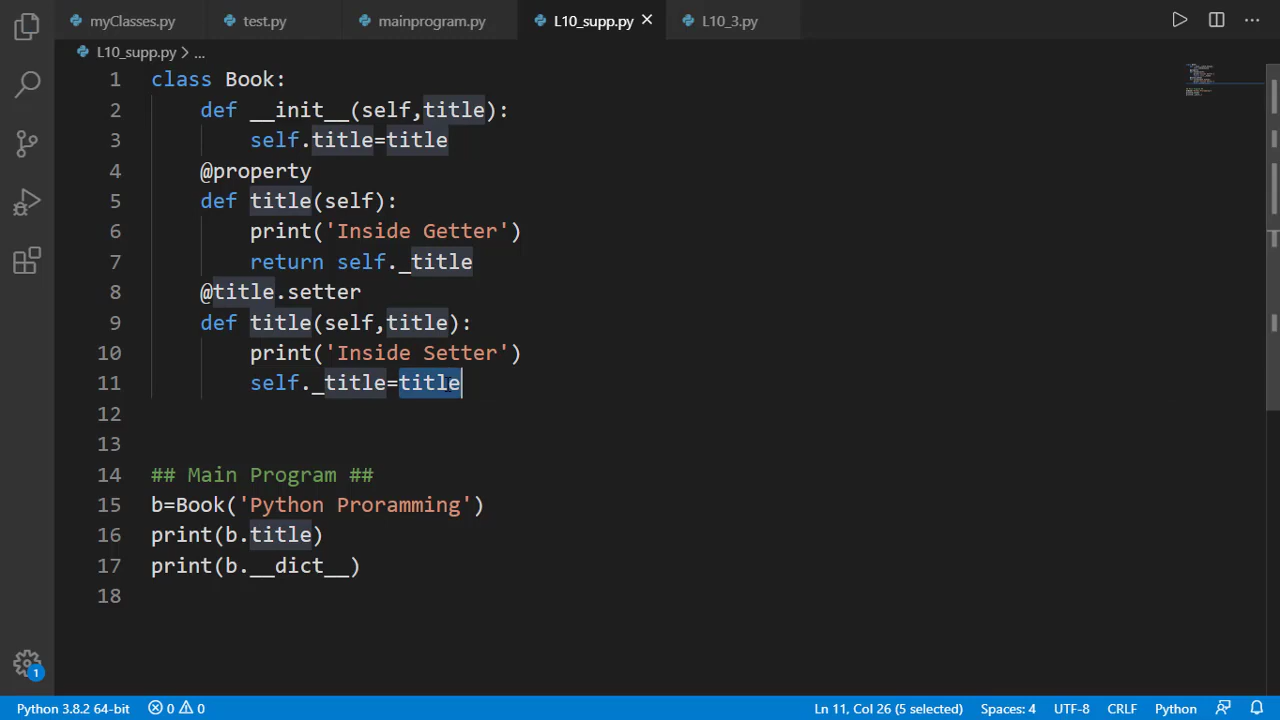 myClasses.py test.py mainprogram.py L10_supp.py × L10_3.py ...
L10_supp.py > ...
1 class Book:
2     def __init__(self,title):
3         self.title=title
4     @property
5     def title(self):
6         print('Inside Getter')
7         return self._title
8     @title.setter
9     def title(self,title):
10         print('Inside Setter')
11         self._title=title
12
13
14 ## Main Program ##
15 b=Book('Python Proramming')
16 print(b.title)
17 print(b.__dict__)
18
1
Python 3.8.2 64-bit 0 0 Ln 11, Col 26 (5 selected) Spaces: 4 UTF-8 CRLF Python